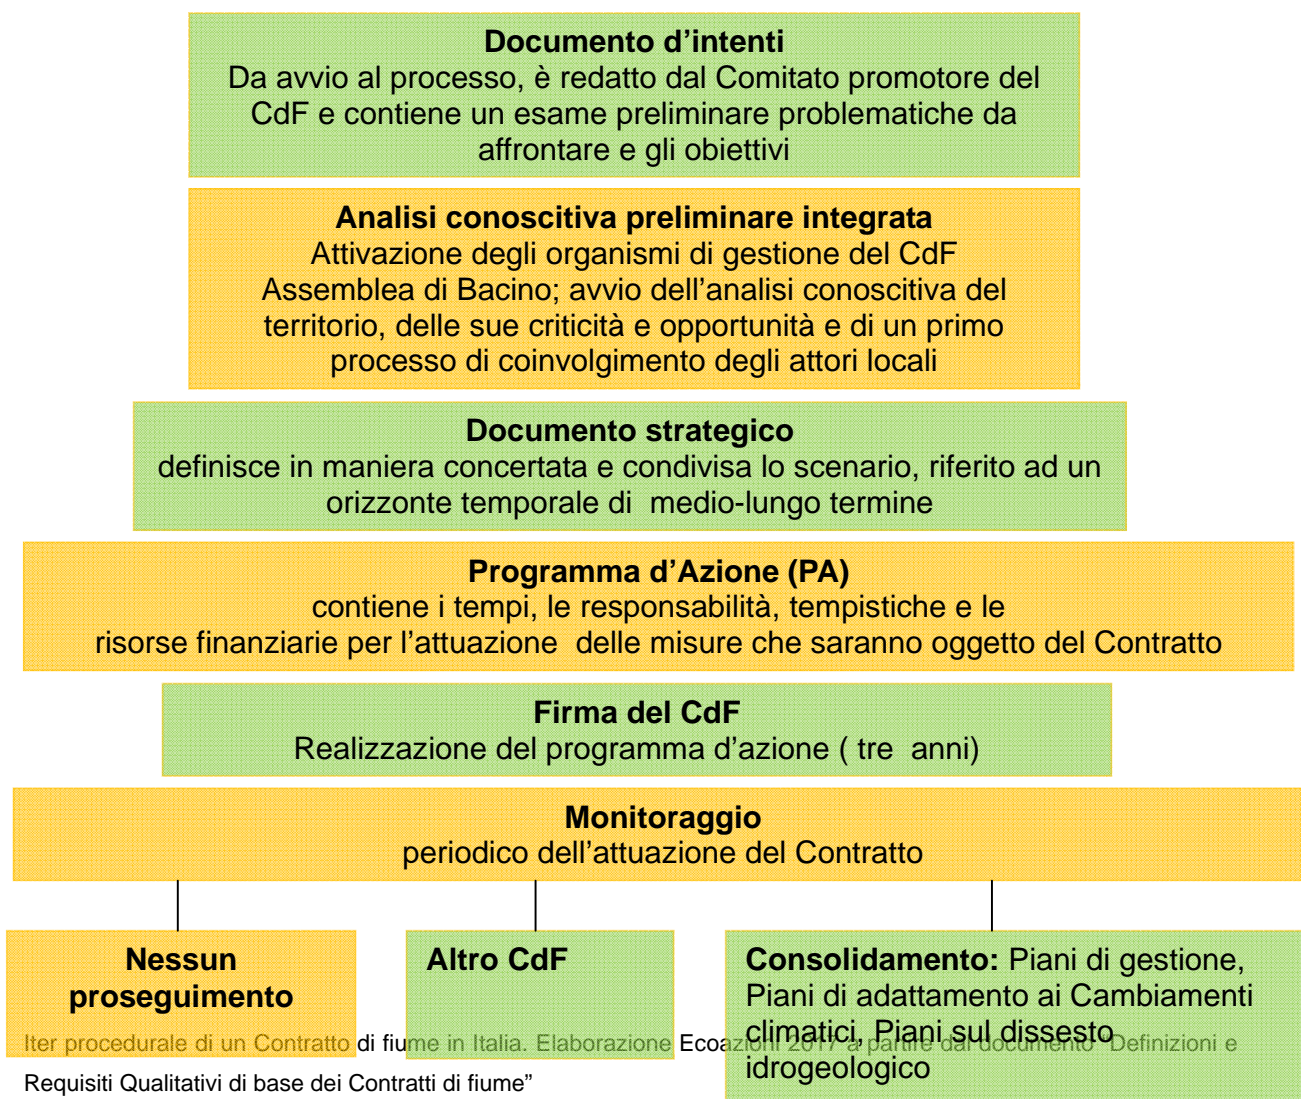 Documento d’intenti
Da avvio al processo, è redatto dal Comitato promotore del
CdF e contiene un esame preliminare problematiche da
affrontare e gli obiettivi
Analisi conoscitiva preliminare integrata
Attivazione degli organismi di gestione del CdF
Assemblea di Bacino; avvio dell’analisi conoscitiva del
territorio, delle sue criticità e opportunità e di un primo
processo di coinvolgimento degli attori locali
Documento strategico
definisce in maniera concertata e condivisa lo scenario, riferito ad un
orizzonte temporale di medio-lungo termine
Programma d’Azione (PA)
contiene i tempi, le responsabilità, tempistiche e le
risorse finanziarie per l’attuazione delle misure che saranno oggetto del Contratto
Firma del CdF
Realizzazione del programma d’azione ( tre anni)
Monitoraggio
periodico dell’attuazione del Contratto
Nessun
proseguimento
Altro CdF
Consolidamento: Piani di gestione,
Piani di adattamento ai Cambiamenti
climatici, Piani sul dissesto
idrogeologico
Iter procedurale di un Contratto di fiume in Italia. Elaborazione Ecoazioni 2017 a partire dal documento “Definizioni e
Requisiti Qualitativi di base dei Contratti di fiume”